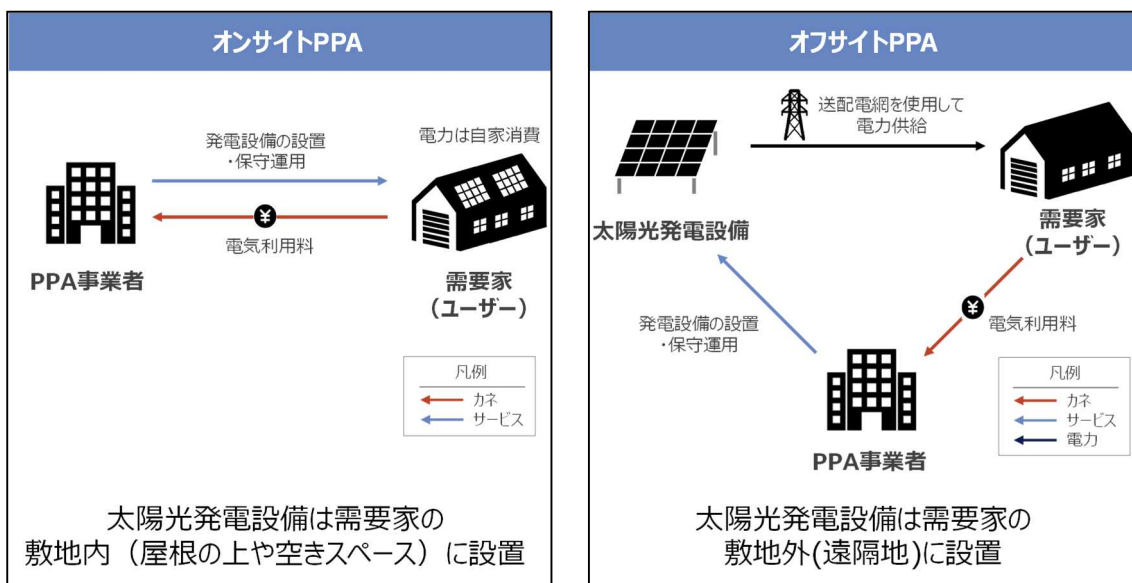 オンサイトPPA
発電設備の設置
・保守運用
電力は自家消費
¥
電気利用料
PPA事業者
需要家
(ユーザー)
凡例
カネ
サービス
太陽光発電設備は需要家の
敷地内（屋根の上や空きスペース）に設置
オフサイトPPA
送配電網を使用して
電力供給
太陽光発電設備
需要家
(ユーザー)
発電設備の設置
・保守運用
¥
電気利用料
PPA事業者
凡例
カネ
サービス
電力
太陽光発電設備は需要家の
敷地外(遠隔地)に設置